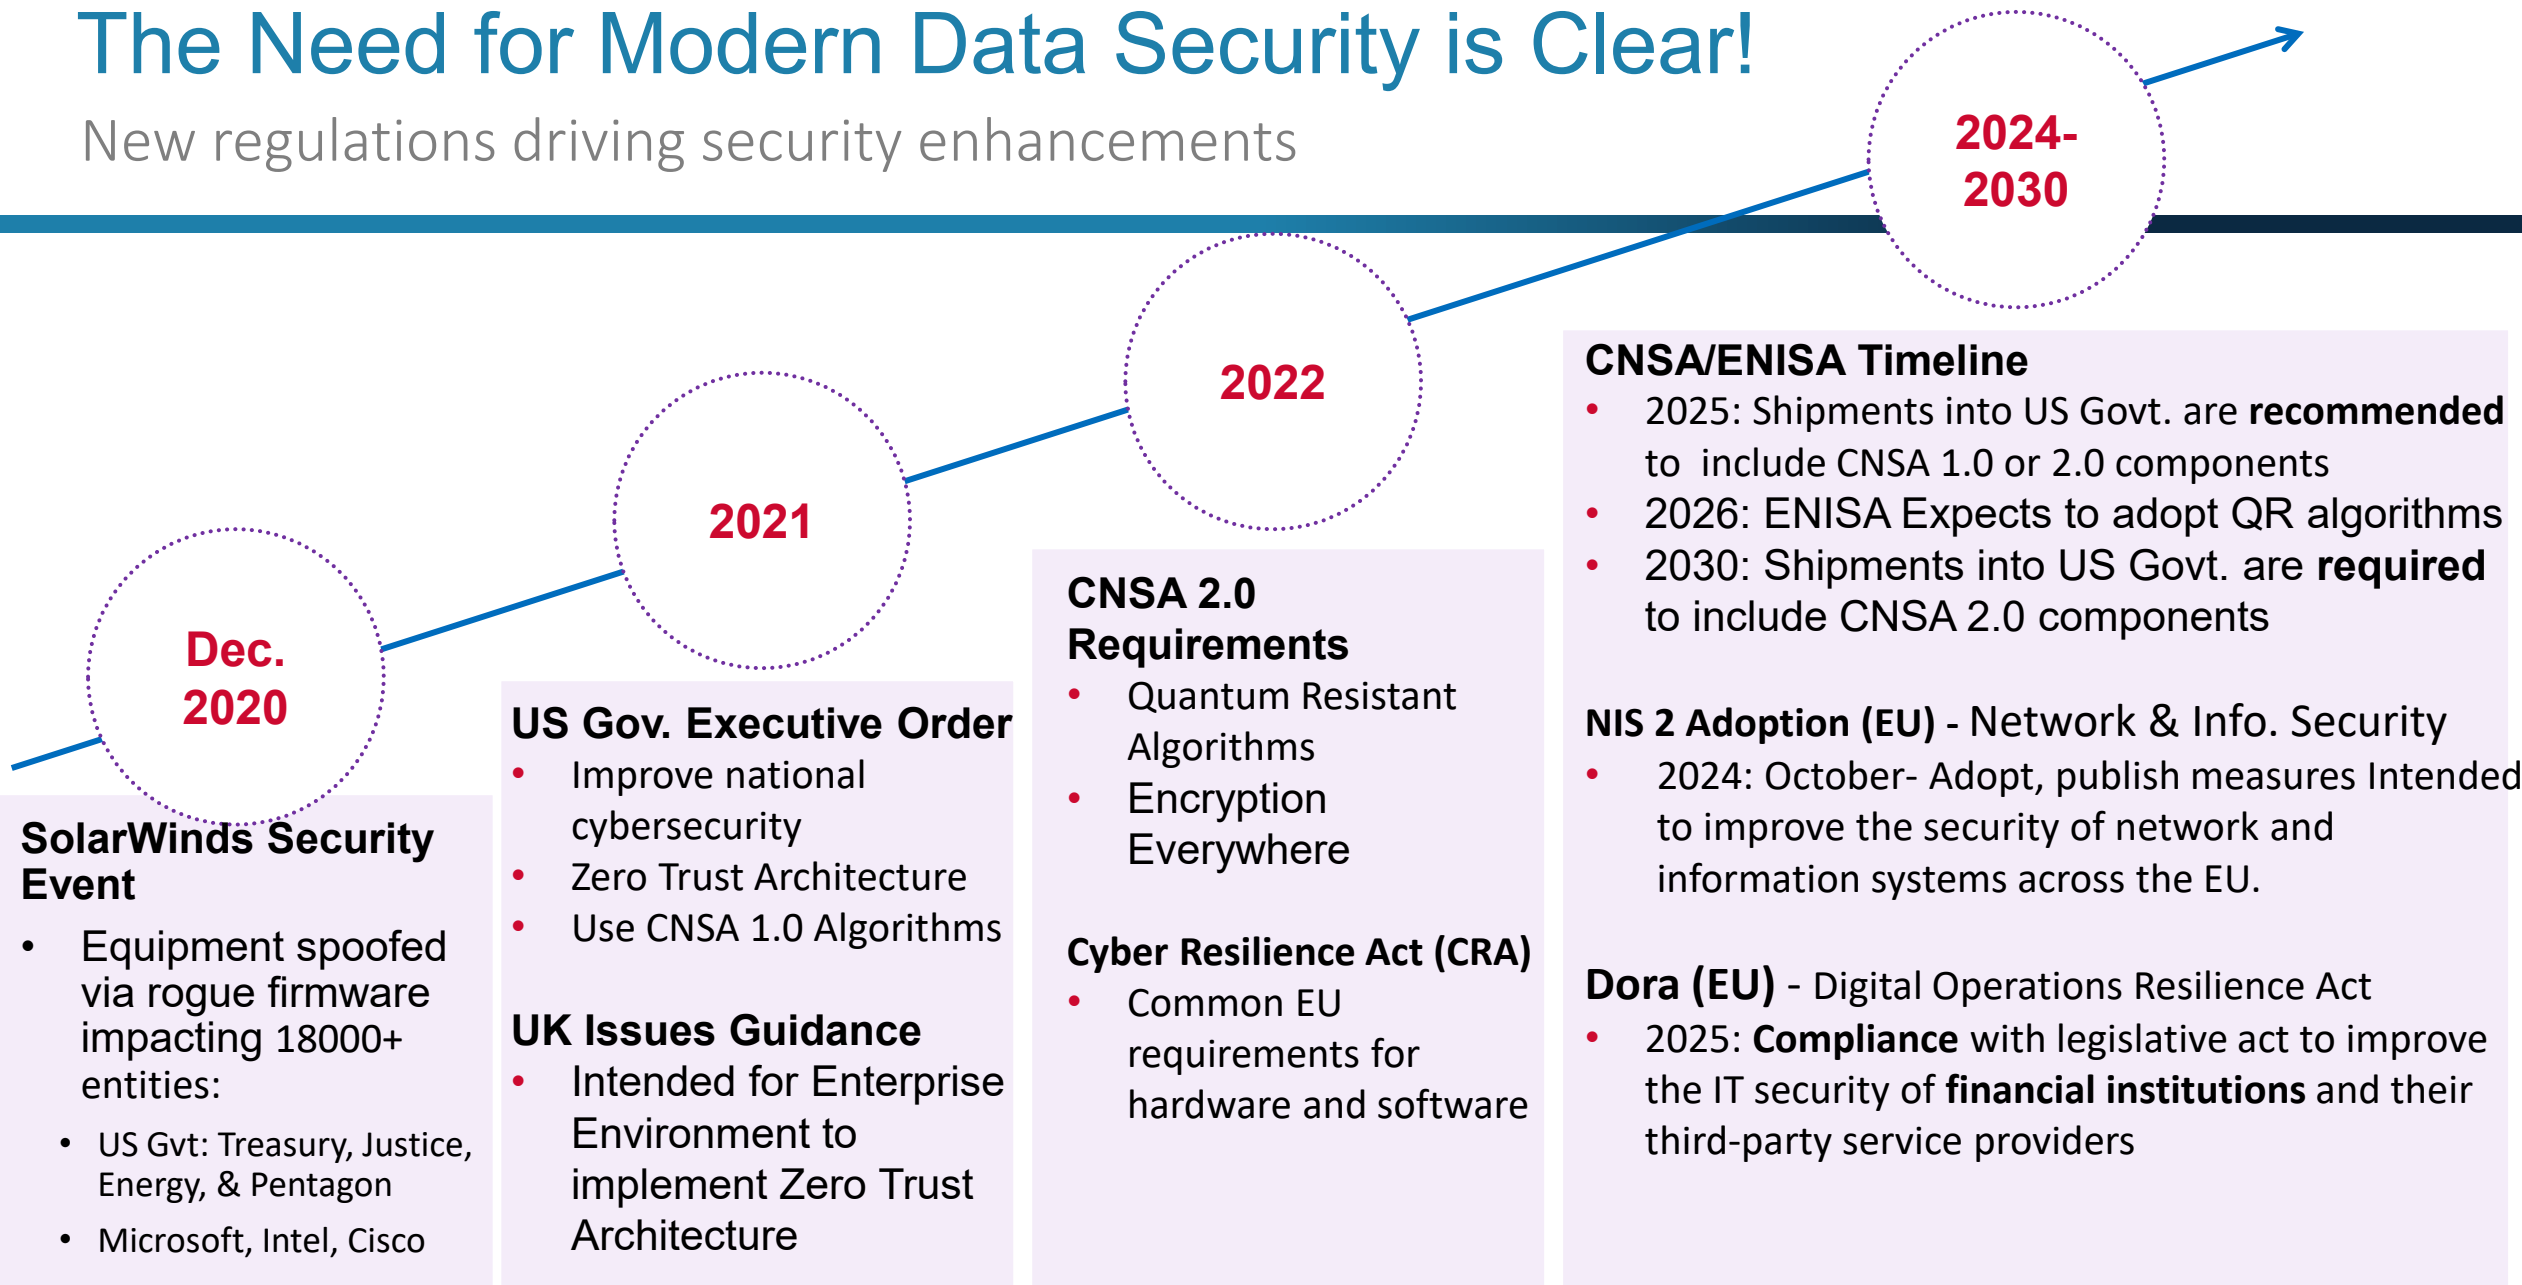 The Need for Modern Data Security is Clear!
New regulations driving security enhancements
Dec.
2020
SolarWinds Security
Event
• Equipment spoofed
via rogue firmware
impacting 18000+
entities:
• US Gvt: Treasury, Justice,
Energy, & Pentagon
• Microsoft, Intel, Cisco
2021
US Gov. Executive Order
• Improve national
cybersecurity
• Zero Trust Architecture
• Use CNSA 1.0 Algorithms
UK Issues Guidance
• Intended for Enterprise
Environment to
implement Zero Trust
Architecture
2022
CNSA 2.0
Requirements
• Quantum Resistant
Algorithms
• Encryption
Everywhere
Cyber Resilience Act (CRA)
• Common EU
requirements for
hardware and software
2024-
2030
CNSA/ENISA Timeline
• 2025: Shipments into US Govt. are recommended
to include CNSA 1.0 or 2.0 components
• 2026: ENISA Expects to adopt QR algorithms
• 2030: Shipments into US Govt. are required
to include CNSA 2.0 components
NIS 2 Adoption (EU) - Network & Info. Security
• 2024: October- Adopt, publish measures Intended
to improve the security of network and
information systems across the EU.
Dora (EU) - Digital Operations Resilience Act
• 2025: Compliance with legislative act to improve
the IT security of financial institutions and their
third-party service providers